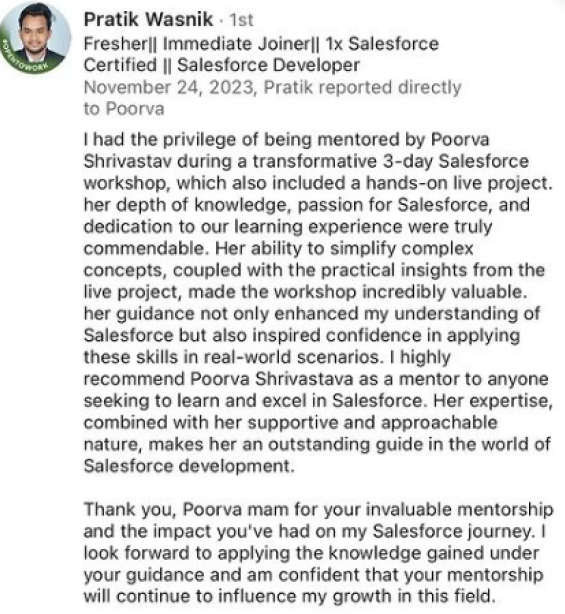 Pratik Wasnik · 1st
Fresher|| Immediate Joiner|| 1x Salesforce
Certified || Salesforce Developer
November 24, 2023, Pratik reported directly
to Poorva
I had the privilege of being mentored by Poorva
Shrivastav during a transformative 3-day Salesforce
workshop, which also included a hands-on live project.
her depth of knowledge, passion for Salesforce, and
dedication to our learning experience were truly
commendable. Her ability to simplify complex
concepts, coupled with the practical insights from the
live project, made the workshop incredibly valuable.
her guidance not only enhanced my understanding of
Salesforce but also inspired confidence in applying
these skills in real-world scenarios. I highly
recommend Poorva Shrivastava as a mentor to anyone
seeking to learn and excel in Salesforce. Her expertise,
combined with her supportive and approachable
nature, makes her an outstanding guide in the world of
Salesforce development.
Thank you, Poorva mam for your invaluable mentorship
and the impact you've had on my Salesforce journey. I
look forward to applying the knowledge gained under
your guidance and am confident that your mentorship
will continue to influence my growth in this field.
#OPENTOWORK